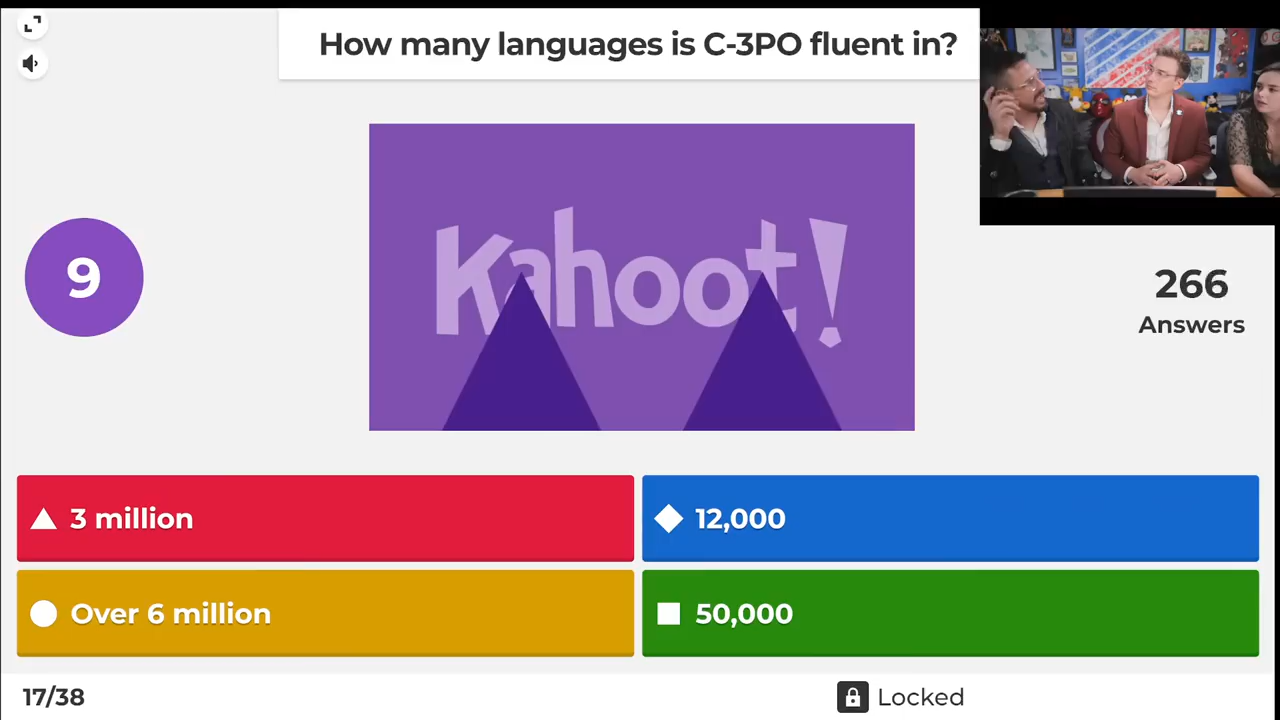 How many languages is C-3PO fluent in?
9
Kahoot!
266
Answers
3 million
12,000
Over 6 million
50,000
17/38
Locked